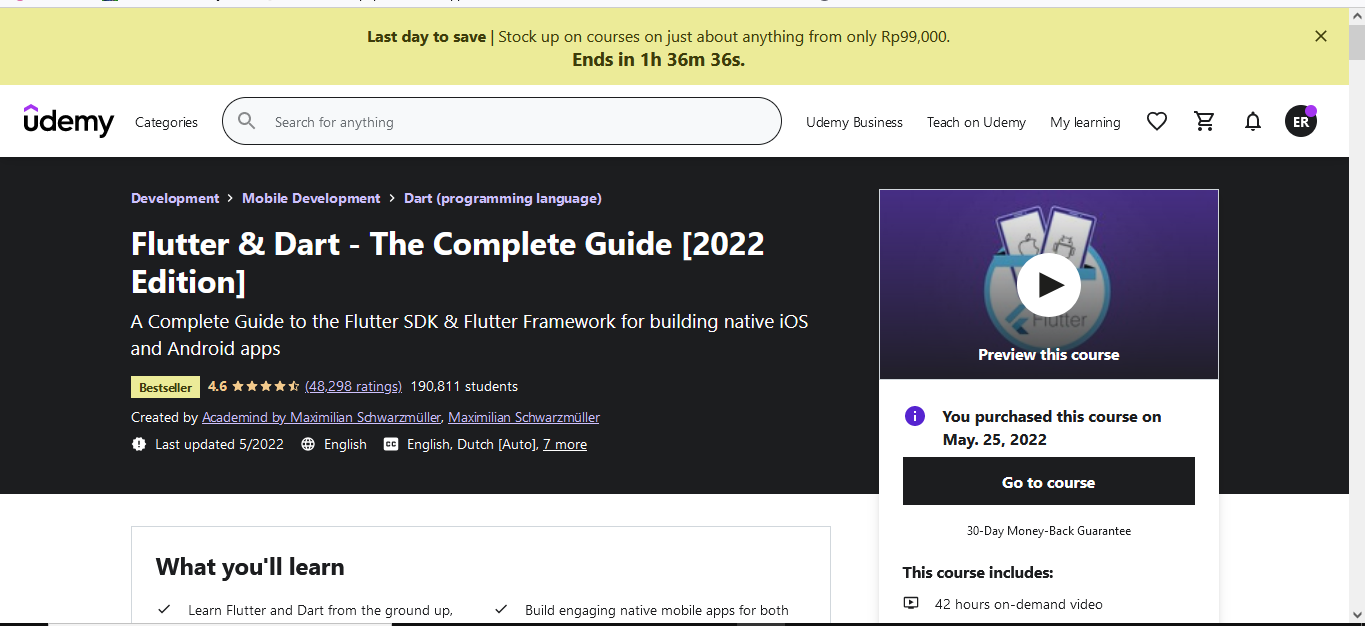 Last day to save | Stock up on courses on just about anything from only Rp99,000.
Ends in 1h 36m 36s.
udemy
Categories
Search for anything
Udemy Business
Teach on Udemy
My learning
ER
Development > Mobile Development > Dart (programming language)
Flutter & Dart - The Complete Guide [2022
Edition]
A Complete Guide to the Flutter SDK & Flutter Framework for building native iOS
and Android apps
Bestseller 4.6 (48,298 ratings) 190,811 students
Created by Academind by Maximilian Schwarzmüller, Maximilian Schwarzmüller
Last updated 5/2022 English CC English, Dutch [Auto], 7 more
Flutter
Preview this course
You purchased this course on
May. 25, 2022
Go to course
30-Day Money-Back Guarantee
This course includes:
42 hours on-demand video
What you'll learn
Learn Flutter and Dart from the ground up,
Build engaging native mobile apps for both